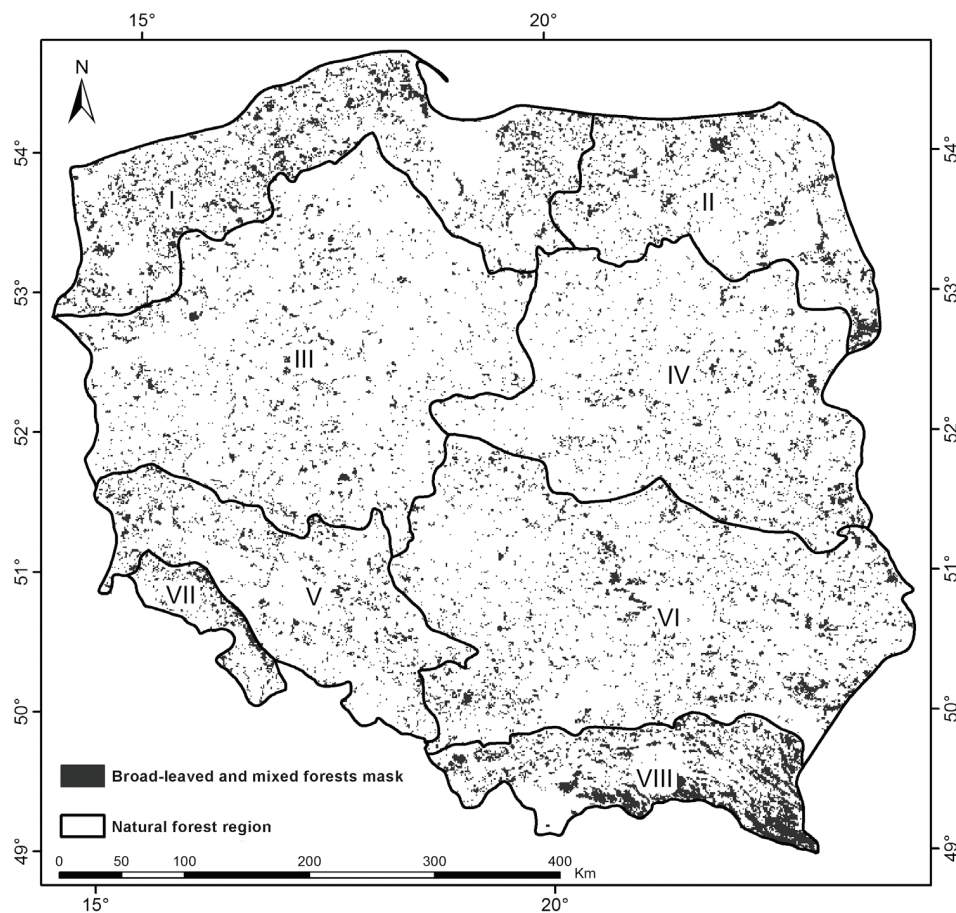 15° 20°
N
54° 54°
I II
53° 53°
III IV
52° 52°
51° 51°
VII V VI
50° 50°
VIII
Broad-leaved and mixed forests mask
Natural forest region
49° 49°
0 50 100 200 300 400 Km
15° 20°